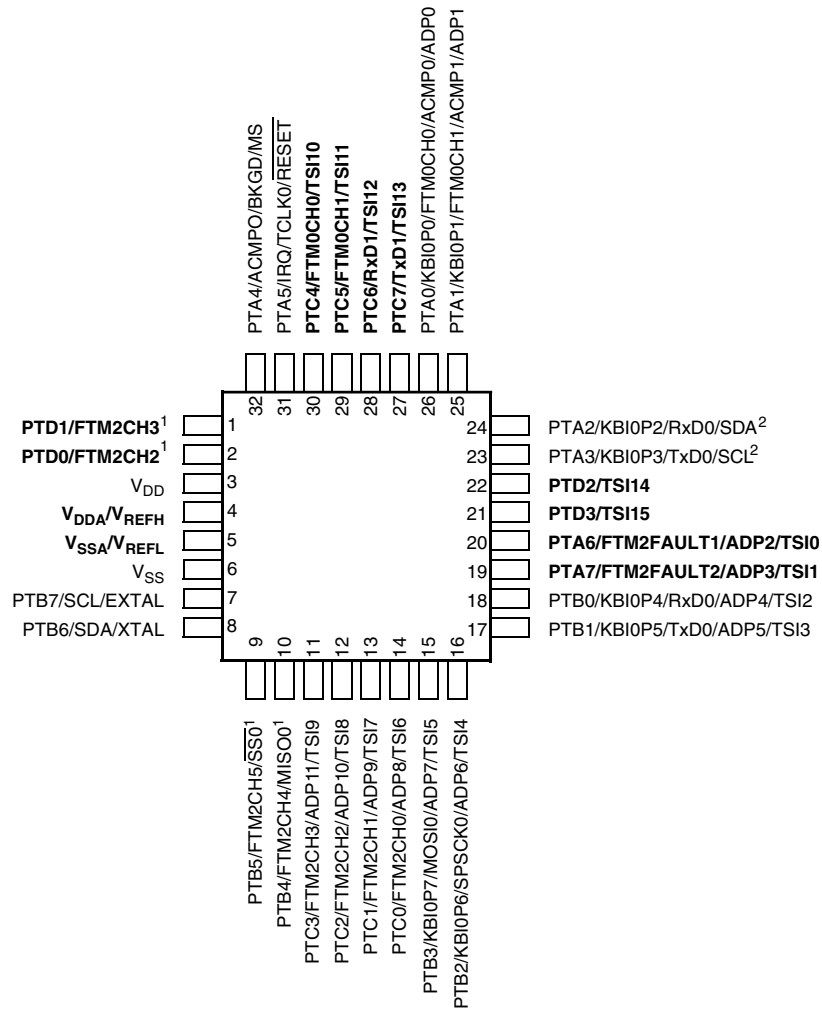 PTA4/ACMPO/BKGD/MS
PTA5/IRQ/TCLK0/RESET
PTC4/FTM0CH0/TSI10
PTC5/FTM0CH1/TSI11
PTC6/RxD1/TSI12
PTC7/TxD1/TSI13
PTA0/KBI0P0/FTM0CH0/ACMP0/ADP0
PTA1/KBI0P1/FTM0CH1/ACMP1/ADP1
32
31
30
29
28
27
26
25
PTD1/FTM2CH3¹ 1
PTD0/FTM2CH2¹ 2
VDD 3
VDDA/VREFH 4
VSSA/VREFL 5
VSS 6
PTB7/SCL/EXTAL 7
PTB6/SDA/XTAL 8
24 PTA2/KBI0P2/RxD0/SDA²
23 PTA3/KBI0P3/TxD0/SCL²
22 PTD2/TSI14
21 PTD3/TSI15
20 PTA6/FTM2FAULT1/ADP2/TSI0
19 PTA7/FTM2FAULT2/ADP3/TSI1
18 PTB0/KBI0P4/RxD0/ADP4/TSI2
17 PTB1/KBI0P5/TxD0/ADP5/TSI3
9
10
11
12
13
14
15
16
PTB5/FTM2CH5/SS0¹
PTB4/FTM2CH4/MISO0¹
PTC3/FTM2CH3/ADP11/TSI9
PTC2/FTM2CH2/ADP10/TSI8
PTC1/FTM2CH1/ADP9/TSI7
PTC0/FTM2CH0/ADP8/TSI6
PTB3/KBI0P7/MOSI0/ADP7/TSI5
PTB2/KBI0P6/SPSCK0/ADP6/TSI4